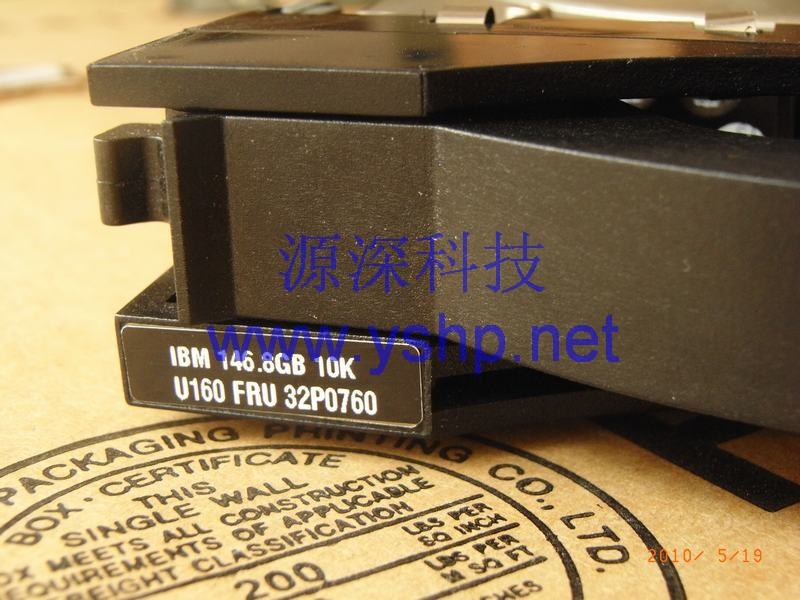 源深科技
www.yshp.net
IBM 146.8GB 10K
U160 FRU 32P0760
PACKAGING PRINTING CO., LTD.
BOX · CERTIFICATE
THIS
SINGLE WALL
BOX MEETS ALL CONSTRUCTION
REQUIREMENTS OF APPLICABLE
FREIGHT CLASSIFICATION
LBS PER
SQ INCH
200
LBS PER
M SQ FT
INCHES
2010/ 5/19